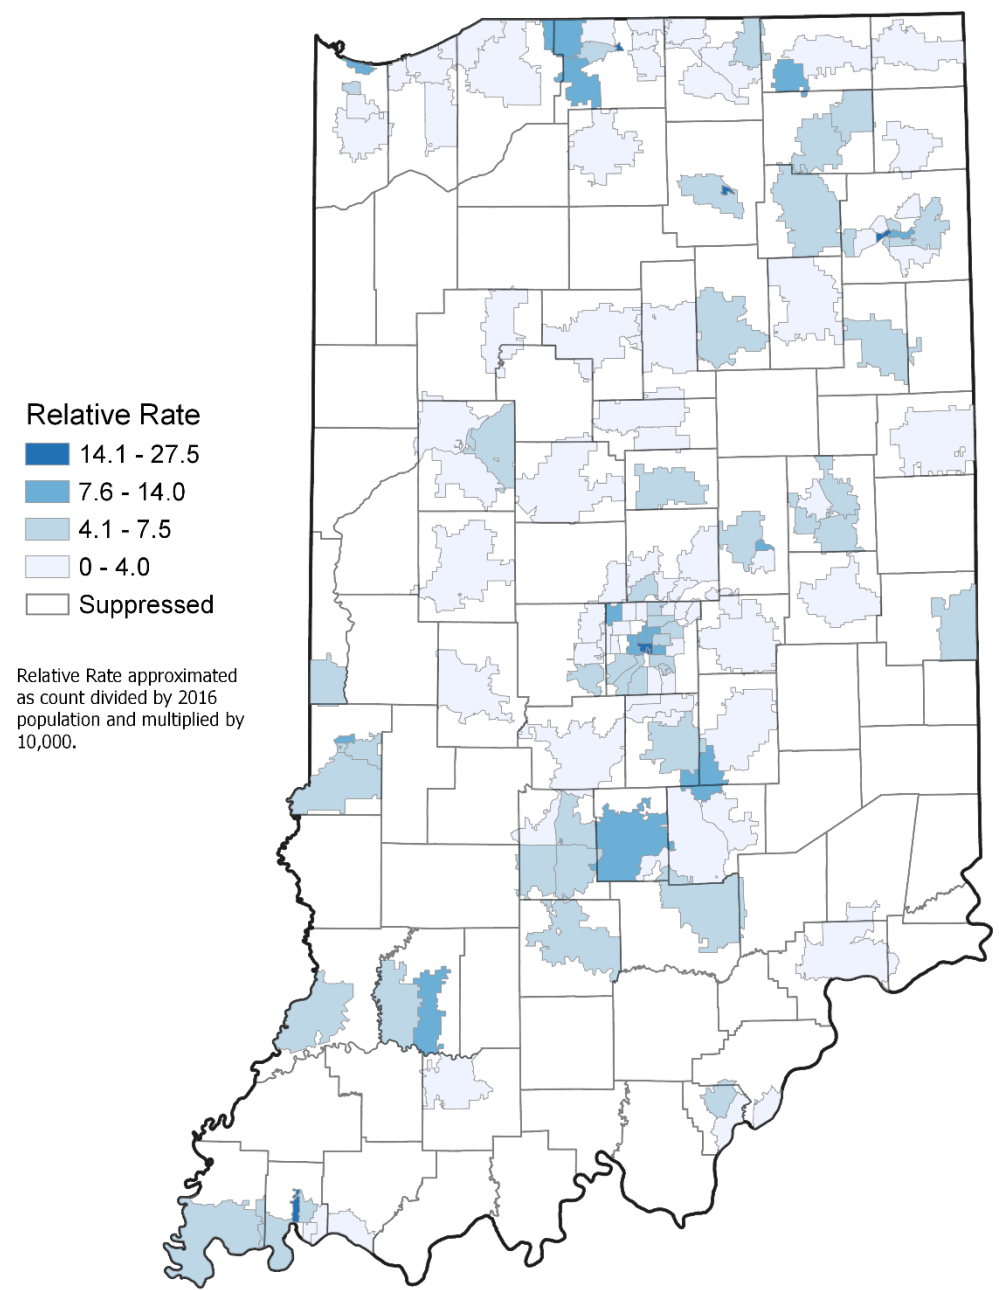 Relative Rate
14.1 - 27.5
7.6 - 14.0
4.1 - 7.5
0 - 4.0
Suppressed
Relative Rate approximated
as count divided by 2016
population and multiplied by
10,000.